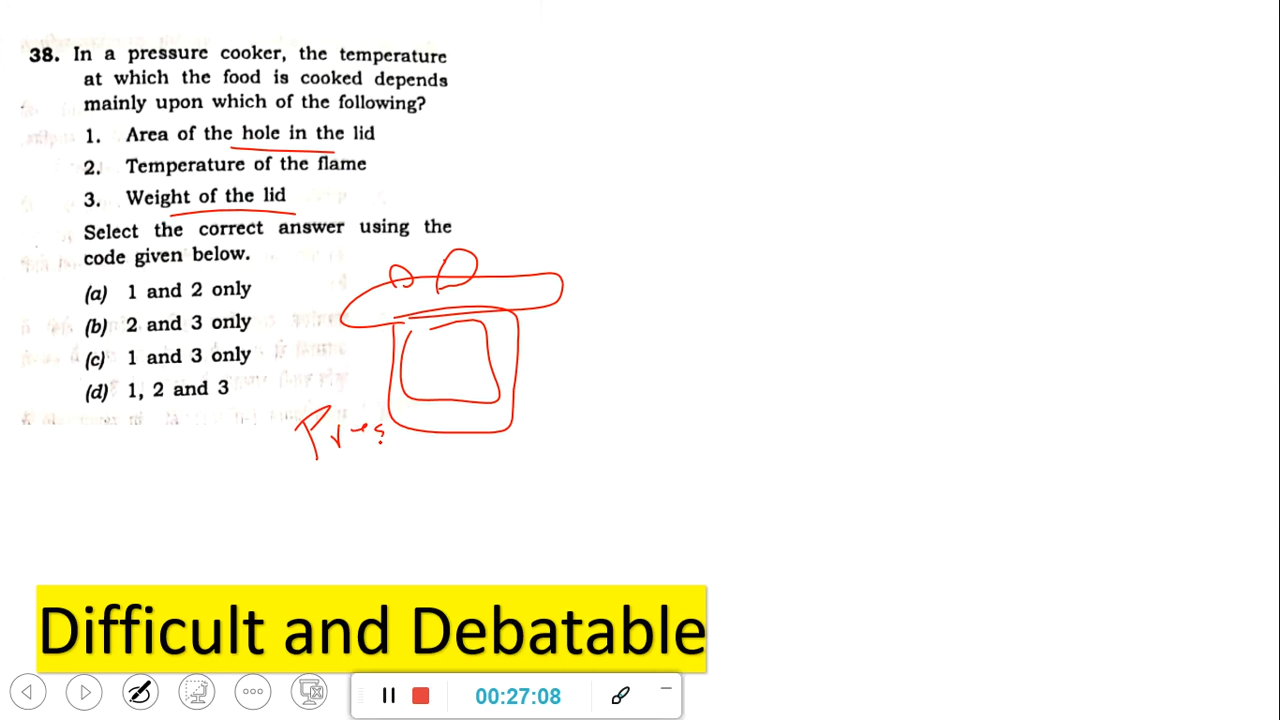 38. In a pressure cooker, the temperature
at which the food is cooked depends
mainly upon which of the following?
1. Area of the hole in the lid
2. Temperature of the flame
3. Weight of the lid
Select the correct answer using the
code given below.
(a) 1 and 2 only
(b) 2 and 3 only
(c) 1 and 3 only
(d) 1, 2 and 3
Pres
Difficult and Debatable
00:27:08